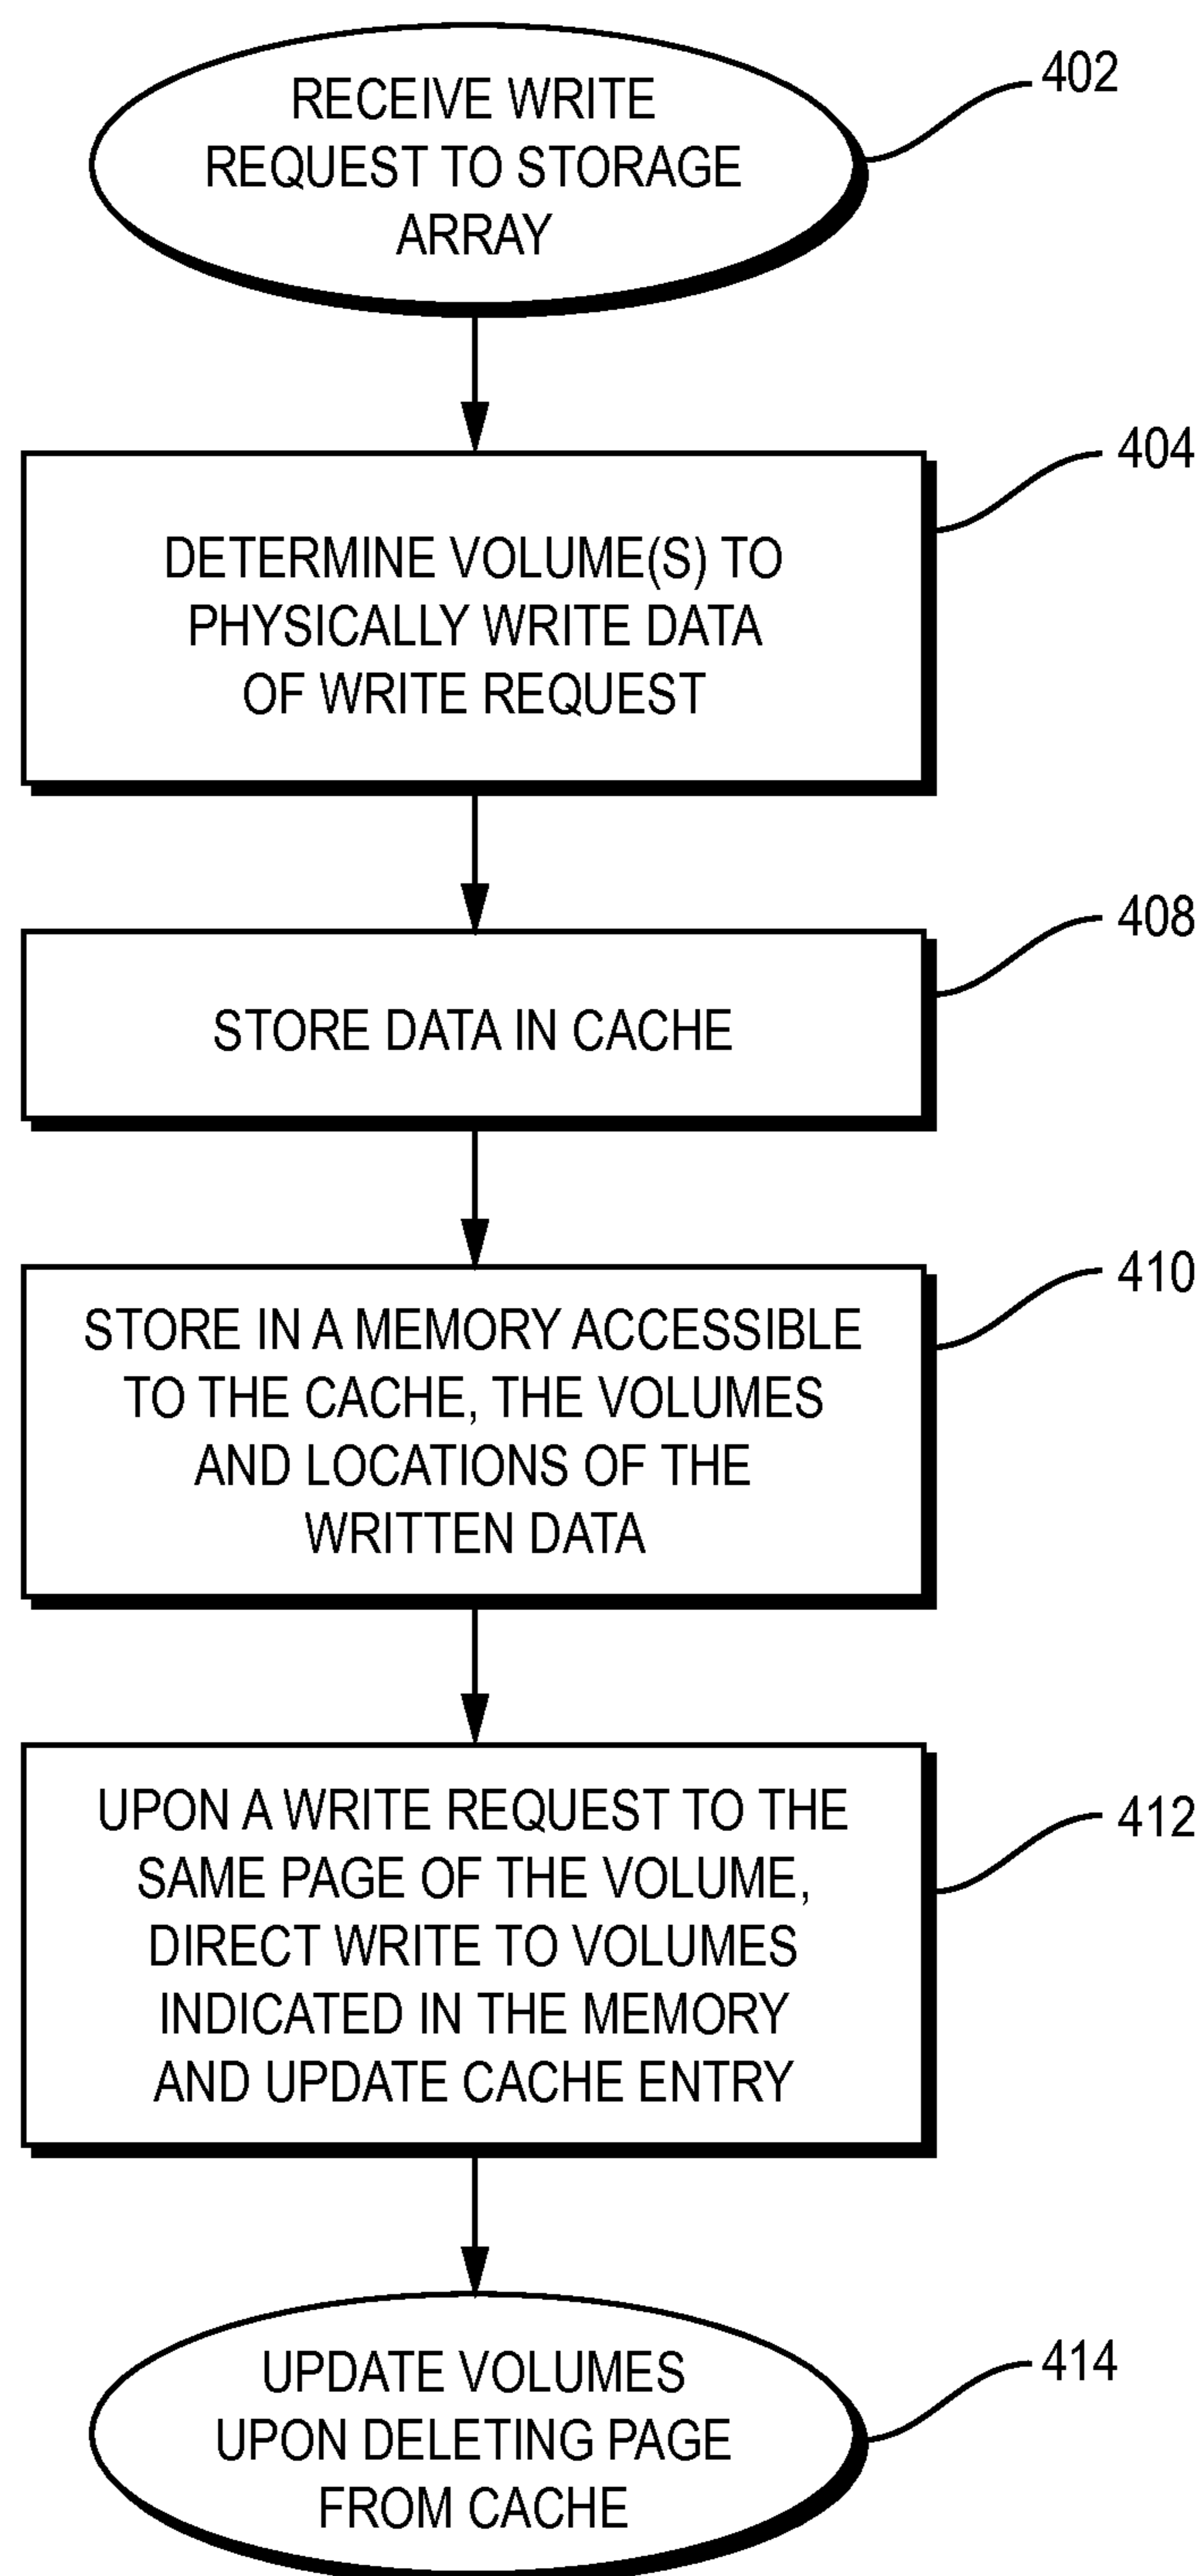 RECEIVE WRITE
REQUEST TO STORAGE
ARRAY
402
404
DETERMINE VOLUME(S) TO
PHYSICALLY WRITE DATA
OF WRITE REQUEST
408
STORE DATA IN CACHE
410
STORE IN A MEMORY ACCESSIBLE
TO THE CACHE, THE VOLUMES
AND LOCATIONS OF THE
WRITTEN DATA
412
UPON A WRITE REQUEST TO THE
SAME PAGE OF THE VOLUME,
DIRECT WRITE TO VOLUMES
INDICATED IN THE MEMORY
AND UPDATE CACHE ENTRY
414
UPDATE VOLUMES
UPON DELETING PAGE
FROM CACHE